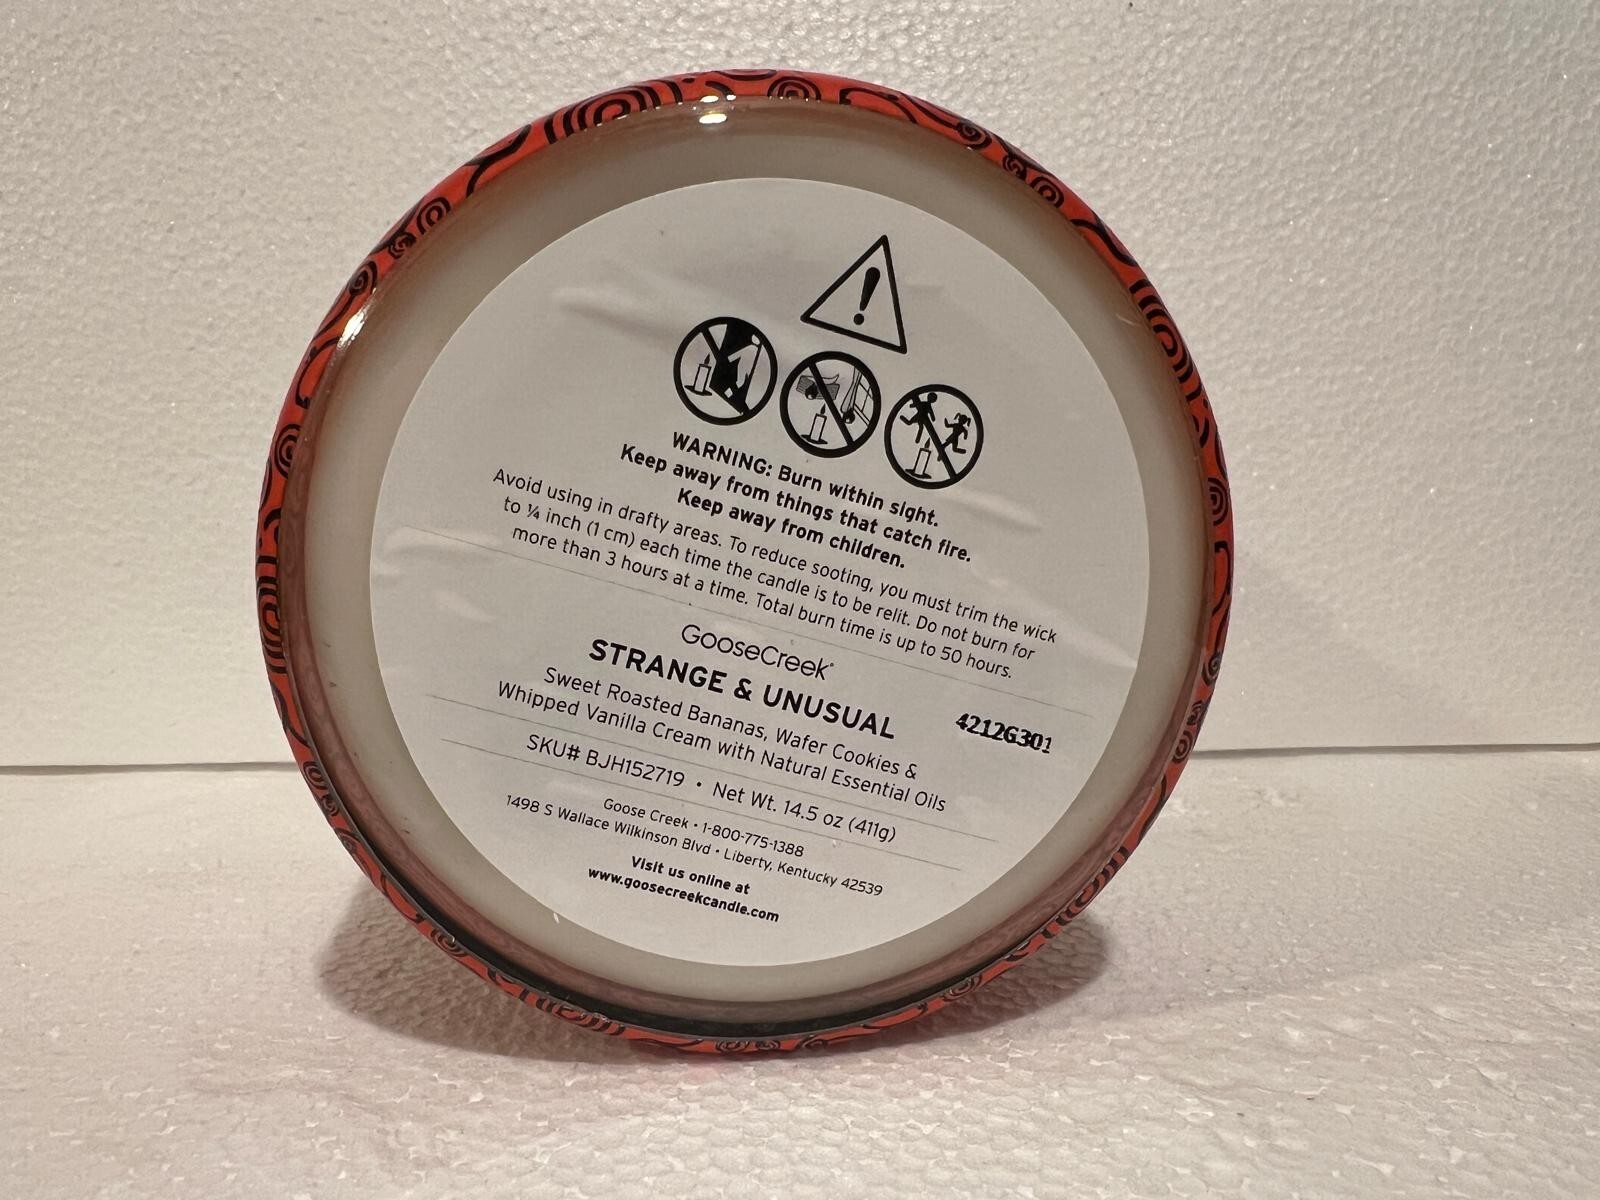 WARNING: Burn within sight.
Keep away from things that catch fire.
Keep away from children.
Avoid using in drafty areas. To reduce sooting, you must trim the wick
to ¼ inch (1 cm) each time the candle is to be relit. Do not burn for
more than 3 hours at a time. Total burn time is up to 50 hours.
GooseCreek®
STRANGE & UNUSUAL
4212G301
Sweet Roasted Bananas, Wafer Cookies &
Whipped Vanilla Cream with Natural Essential Oils
SKU# BJH152719 • Net Wt. 14.5 oz (411g)
Goose Creek • 1-800-775-1388
1498 S Wallace Wilkinson Blvd • Liberty, Kentucky 42539
Visit us online at
www.goosecreekcandle.com